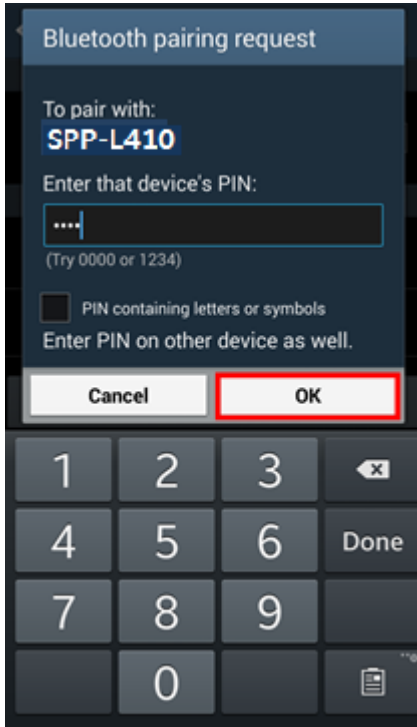 Bluetooth pairing request
To pair with:
SPP-L410
Enter that device's PIN:
····
(Try 0000 or 1234)
PIN containing letters or symbols
Enter PIN on other device as well.
Cancel OK
1 2 3
4 5 6 Done
7 8 9
0